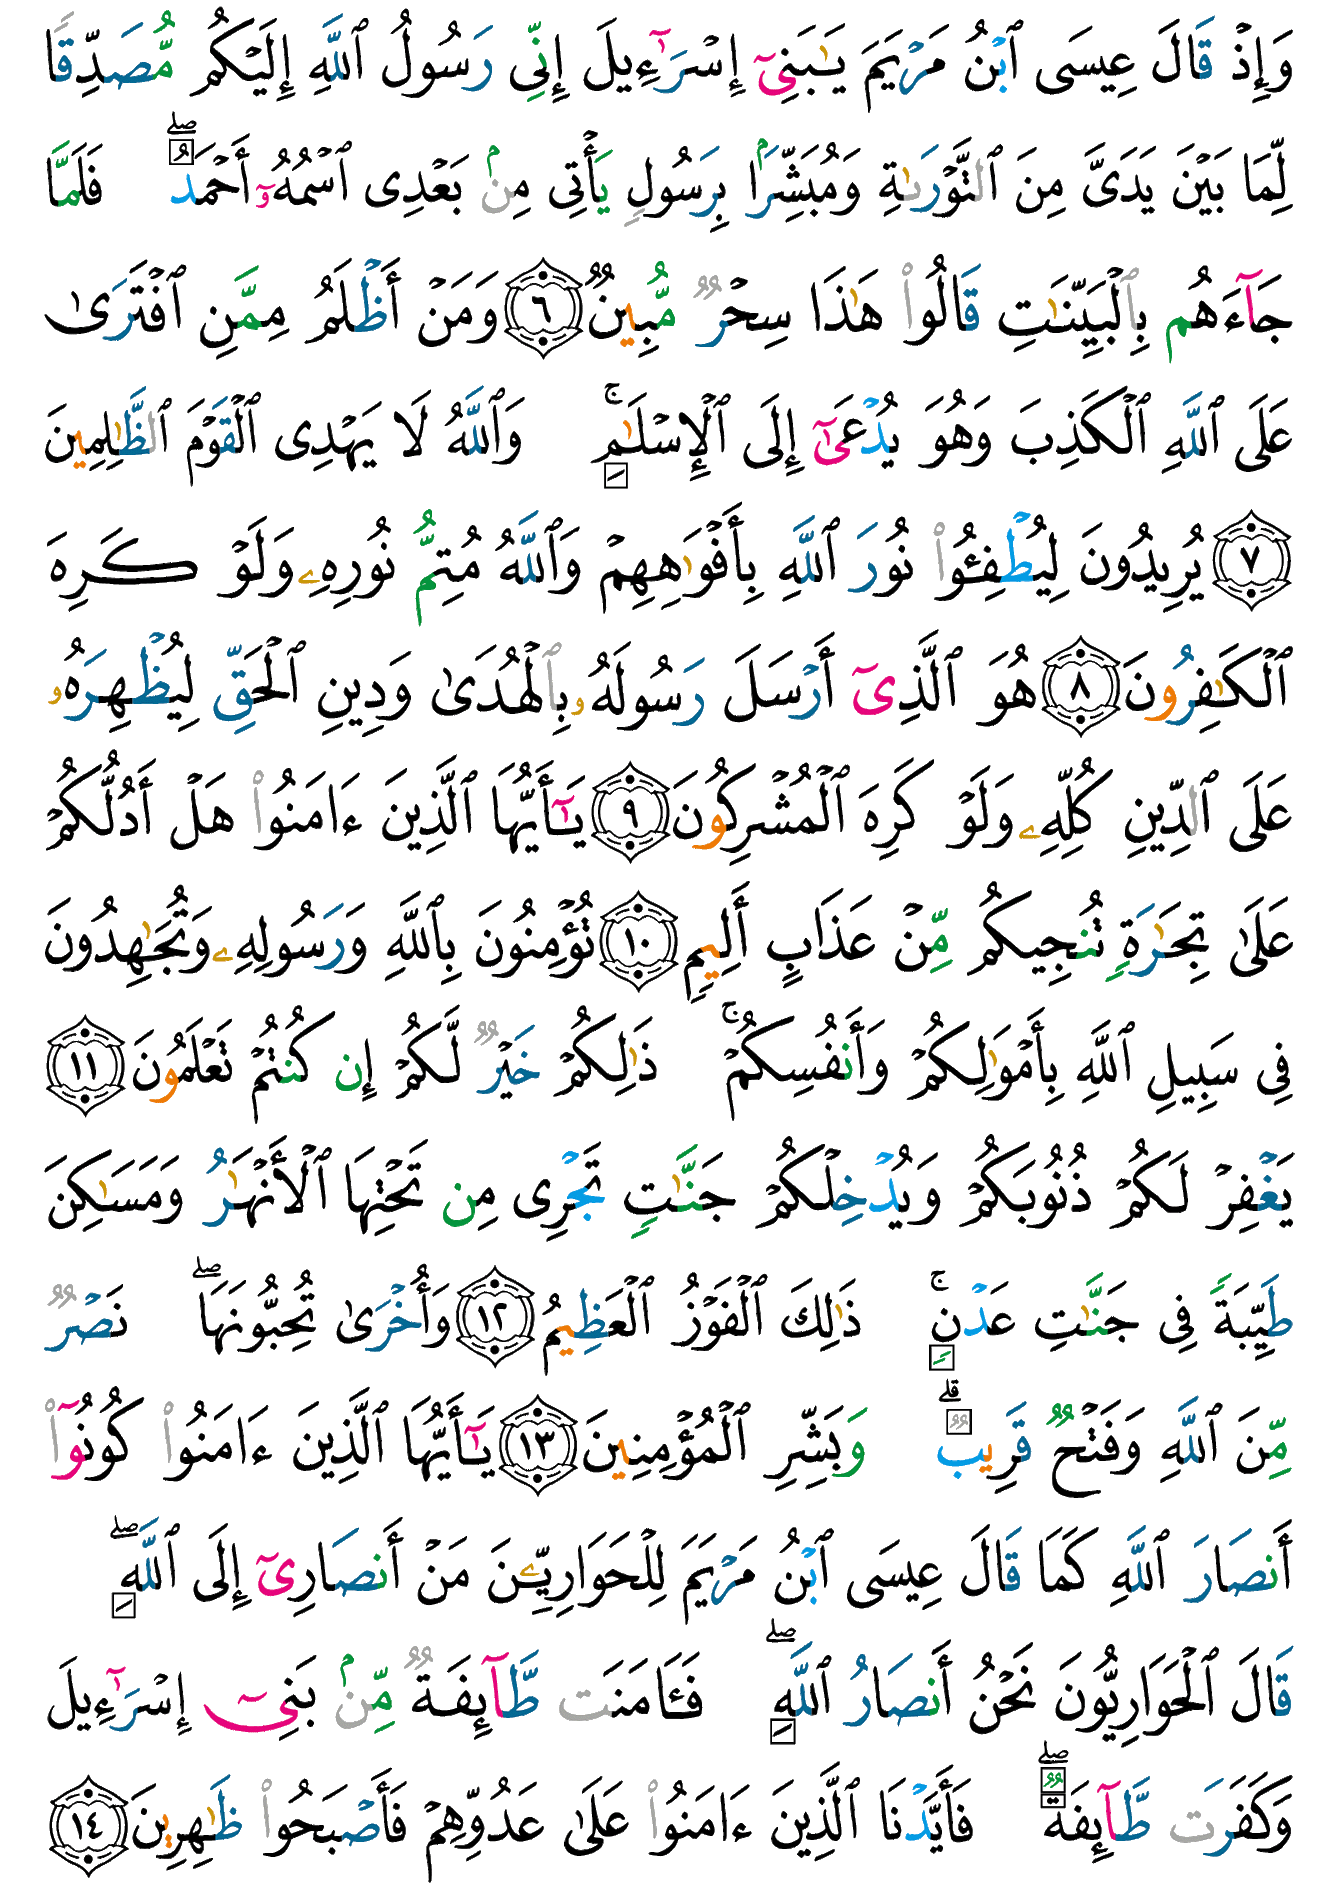 وَإِذْ قَالَ عِيسَى ٱبْنُ مَرْيَمَ يَـٰبَنِىٓ إِسْرَٰٓءِيلَ إِنِّى رَسُولُ ٱللَّهِ إِلَيْكُم مُّصَدِّقًا
لِّمَا بَيْنَ يَدَىَّ مِنَ ٱلتَّوْرَىٰةِ وَمُبَشِّرًۢا بِرَسُولٍ يَأْتِى مِنۢ بَعْدِى ٱسْمُهُۥٓ أَحْمَدُ ۖ فَلَمَّا
جَآءَهُم بِٱلْبَيِّنَـٰتِ قَالُوا۟ هَـٰذَا سِحْرٌ مُّبِينٌ ٦ وَمَنْ أَظْلَمُ مِمَّنِ ٱفْتَرَىٰ
عَلَى ٱللَّهِ ٱلْكَذِبَ وَهُوَ يُدْعَىٰٓ إِلَى ٱلْإِسْلَـٰمِ ۚ وَٱللَّهُ لَا يَهْدِى ٱلْقَوْمَ ٱلظَّـٰلِمِينَ
٧ يُرِيدُونَ لِيُطْفِـُٔوا۟ نُورَ ٱللَّهِ بِأَفْوَٰهِهِمْ وَٱللَّهُ مُتِمُّ نُورِهِۦ وَلَوْ كَرِهَ
ٱلْكَـٰفِرُونَ ٨ هُوَ ٱلَّذِىٓ أَرْسَلَ رَسُولَهُۥ بِٱلْهُدَىٰ وَدِينِ ٱلْحَقِّ لِيُظْهِرَهُۥ
عَلَى ٱلدِّينِ كُلِّهِۦ وَلَوْ كَرِهَ ٱلْمُشْرِكُونَ ٩ يَـٰٓأَيُّهَا ٱلَّذِينَ ءَامَنُوا۟ هَلْ أَدُلُّكُمْ
عَلَىٰ تِجَـٰرَةٍ تُنجِيكُم مِّنْ عَذَابٍ أَلِيمٍ ١٠ تُؤْمِنُونَ بِٱللَّهِ وَرَسُولِهِۦ وَتُجَـٰهِدُونَ
فِى سَبِيلِ ٱللَّهِ بِأَمْوَٰلِكُمْ وَأَنفُسِكُمْ ۚ ذَٰلِكُمْ خَيْرٌ لَّكُمْ إِن كُنتُمْ تَعْلَمُونَ ١١
يَغْفِرْ لَكُمْ ذُنُوبَكُمْ وَيُدْخِلْكُمْ جَنَّـٰتٍ تَجْرِى مِن تَحْتِهَا ٱلْأَنْهَـٰرُ وَمَسَـٰكِنَ
طَيِّبَةً فِى جَنَّـٰتِ عَدْنٍ ۚ ذَٰلِكَ ٱلْفَوْزُ ٱلْعَظِيمُ ١٢ وَأُخْرَىٰ تُحِبُّونَهَا ۖ نَصْرٌ
مِّنَ ٱللَّهِ وَفَتْحٌ قَرِيبٌ ۗ وَبَشِّرِ ٱلْمُؤْمِنِينَ ١٣ يَـٰٓأَيُّهَا ٱلَّذِينَ ءَامَنُوا۟ كُونُوٓا۟
أَنصَارَ ٱللَّهِ كَمَا قَالَ عِيسَى ٱبْنُ مَرْيَمَ لِلْحَوَارِيِّـۧنَ مَنْ أَنصَارِىٓ إِلَى ٱللَّهِ ۖ
قَالَ ٱلْحَوَارِيُّونَ نَحْنُ أَنصَارُ ٱللَّهِ ۖ فَـَٔامَنَت طَّآئِفَةٌ مِّنۢ بَنِىٓ إِسْرَٰٓءِيلَ
وَكَفَرَت طَّآئِفَةٌ ۖ فَأَيَّدْنَا ٱلَّذِينَ ءَامَنُوا۟ عَلَىٰ عَدُوِّهِمْ فَأَصْبَحُوا۟ ظَـٰهِرِينَ ١٤